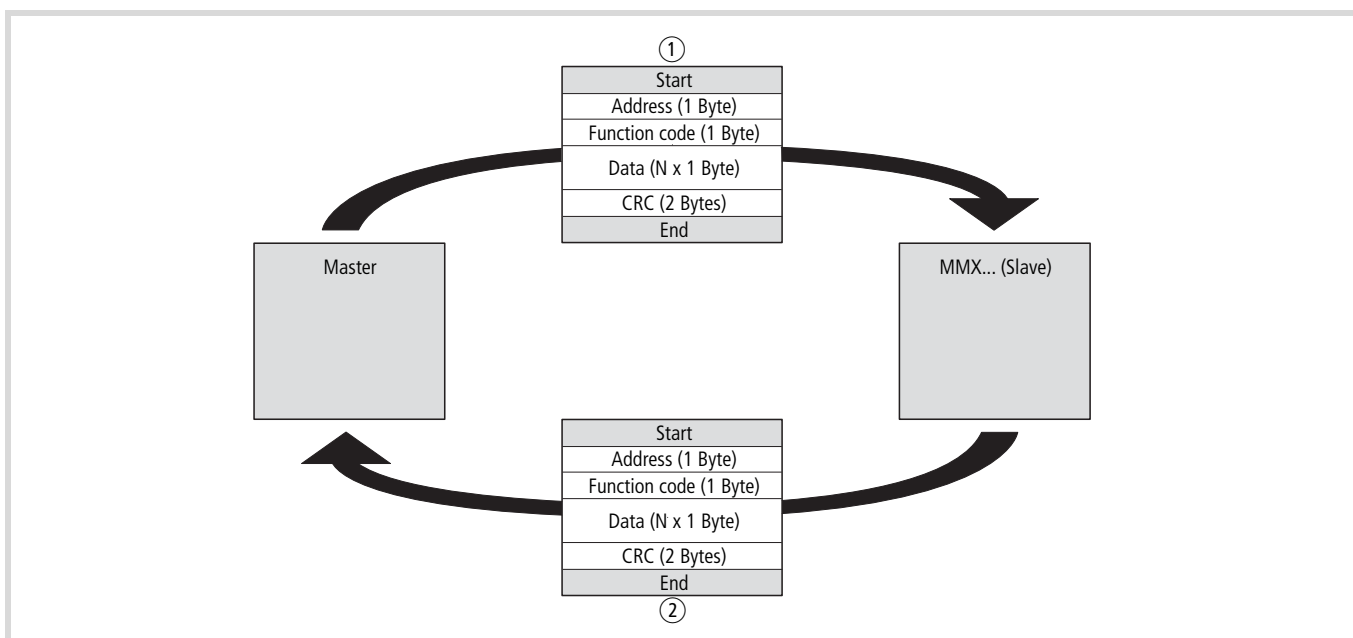 ①
Start
Address (1 Byte)
Function code (1 Byte)
Data (N x 1 Byte)
CRC (2 Bytes)
End
Master
MMX... (Slave)
Start
Address (1 Byte)
Function code (1 Byte)
Data (N x 1 Byte)
CRC (2 Bytes)
End
②